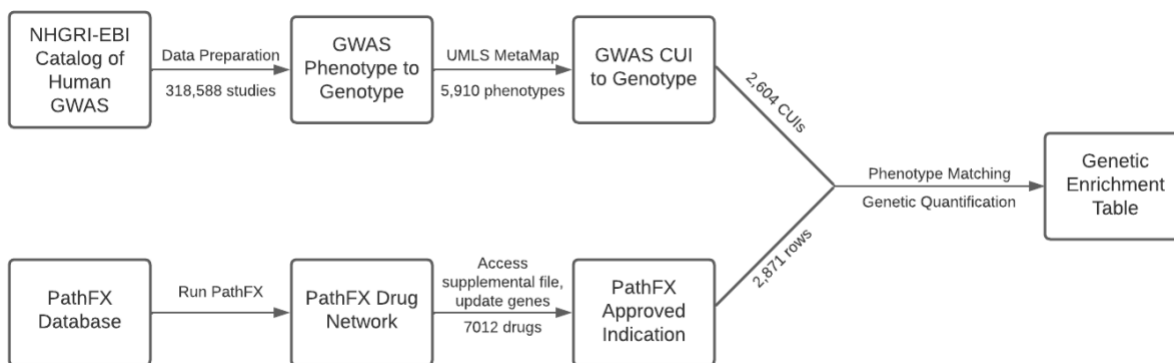 NHGRI-EBI
Catalog of
Human
GWAS
Data Preparation
318,588 studies
GWAS
Phenotype to
Genotype
UMLS MetaMap
5,910 phenotypes
GWAS CUI
to Genotype
2,604 CUIs
Phenotype Matching
Genetic Quantification
Genetic
Enrichment
Table
PathFX
Database
Run PathFX
PathFX Drug
Network
Access
supplemental file,
update genes
7012 drugs
PathFX
Approved
Indication
2,871 rows